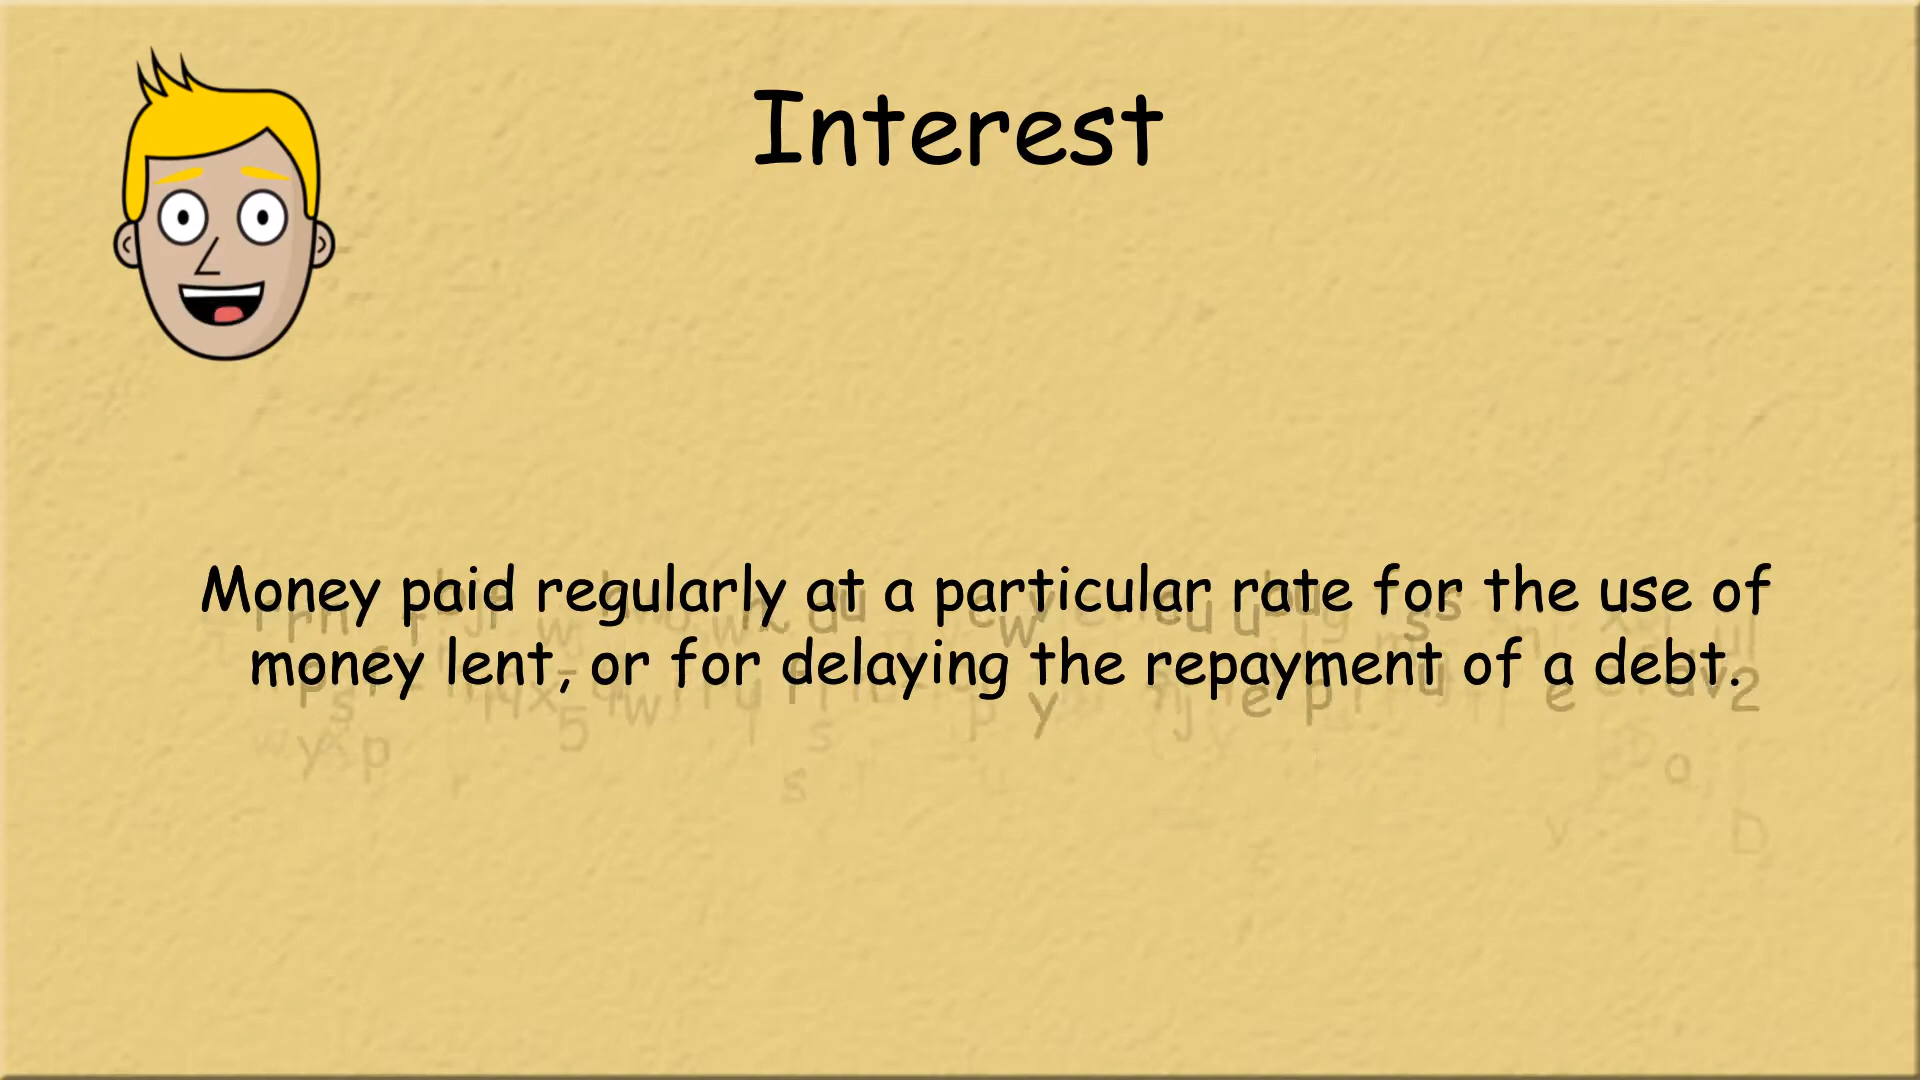 Interest
Money paid regularly at a particular rate for the use of
money lent, or for delaying the repayment of a debt.